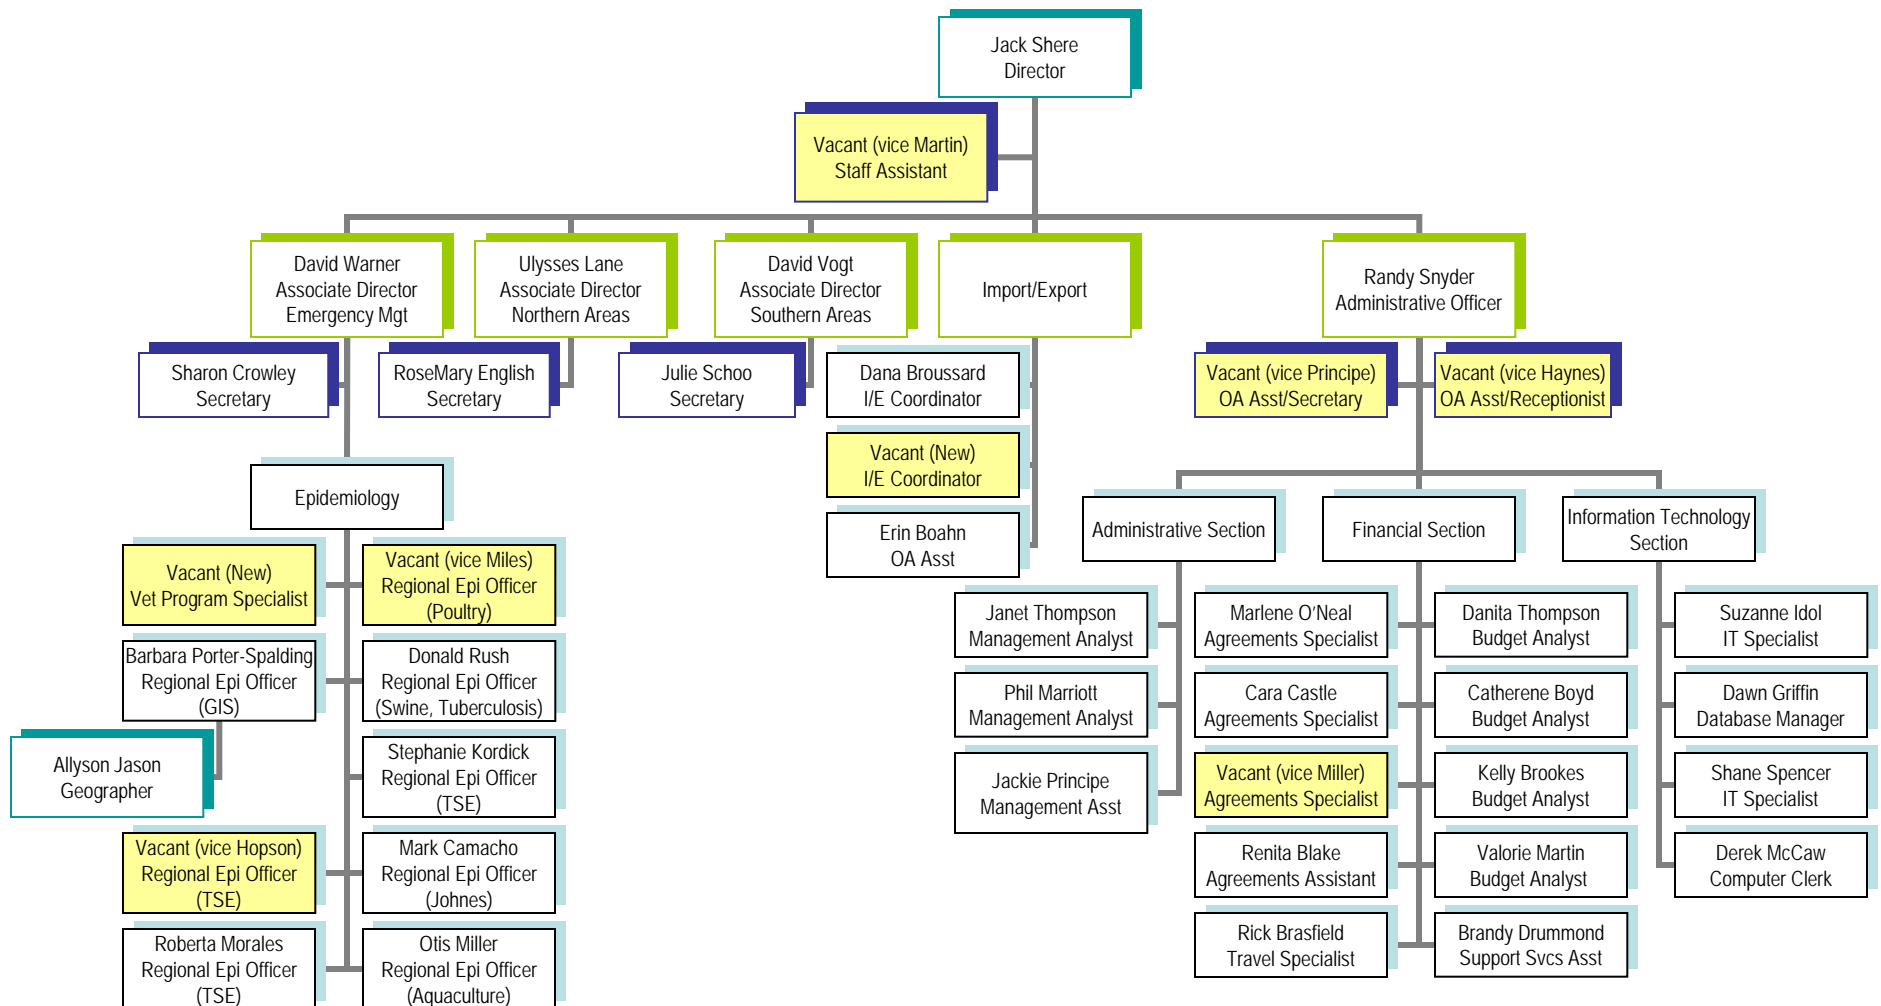 Jack Shere
Director
Vacant (vice Martin)
Staff Assistant
David Warner
Associate Director
Emergency Mgt
Ulysses Lane
Associate Director
Northern Areas
David Vogt
Associate Director
Southern Areas
Import/Export
Randy Snyder
Administrative Officer
Sharon Crowley
Secretary
RoseMary English
Secretary
Julie Schoo
Secretary
Dana Broussard
I/E Coordinator
Vacant (New)
I/E Coordinator
Erin Boahn
OA Asst
Vacant (vice Principe)
OA Asst/Secretary
Vacant (vice Haynes)
OA Asst/Receptionist
Epidemiology
Vacant (New)
Vet Program Specialist
Vacant (vice Miles)
Regional Epi Officer
(Poultry)
Barbara Porter-Spalding
Regional Epi Officer
(GIS)
Donald Rush
Regional Epi Officer
(Swine, Tuberculosis)
Allyson Jason
Geographer
Stephanie Kordick
Regional Epi Officer
(TSE)
Vacant (vice Hopson)
Regional Epi Officer
(TSE)
Mark Camacho
Regional Epi Officer
(Johnes)
Roberta Morales
Regional Epi Officer
(TSE)
Otis Miller
Regional Epi Officer
(Aquaculture)
Administrative Section
Janet Thompson
Management Analyst
Phil Marriott
Management Analyst
Jackie Principe
Management Asst
Financial Section
Marlene O’Neal
Agreements Specialist
Danita Thompson
Budget Analyst
Cara Castle
Agreements Specialist
Catherene Boyd
Budget Analyst
Vacant (vice Miller)
Agreements Specialist
Kelly Brookes
Budget Analyst
Renita Blake
Agreements Assistant
Valorie Martin
Budget Analyst
Rick Brasfield
Travel Specialist
Brandy Drummond
Support Svcs Asst
Information Technology
Section
Suzanne Idol
IT Specialist
Dawn Griffin
Database Manager
Shane Spencer
IT Specialist
Derek McCaw
Computer Clerk